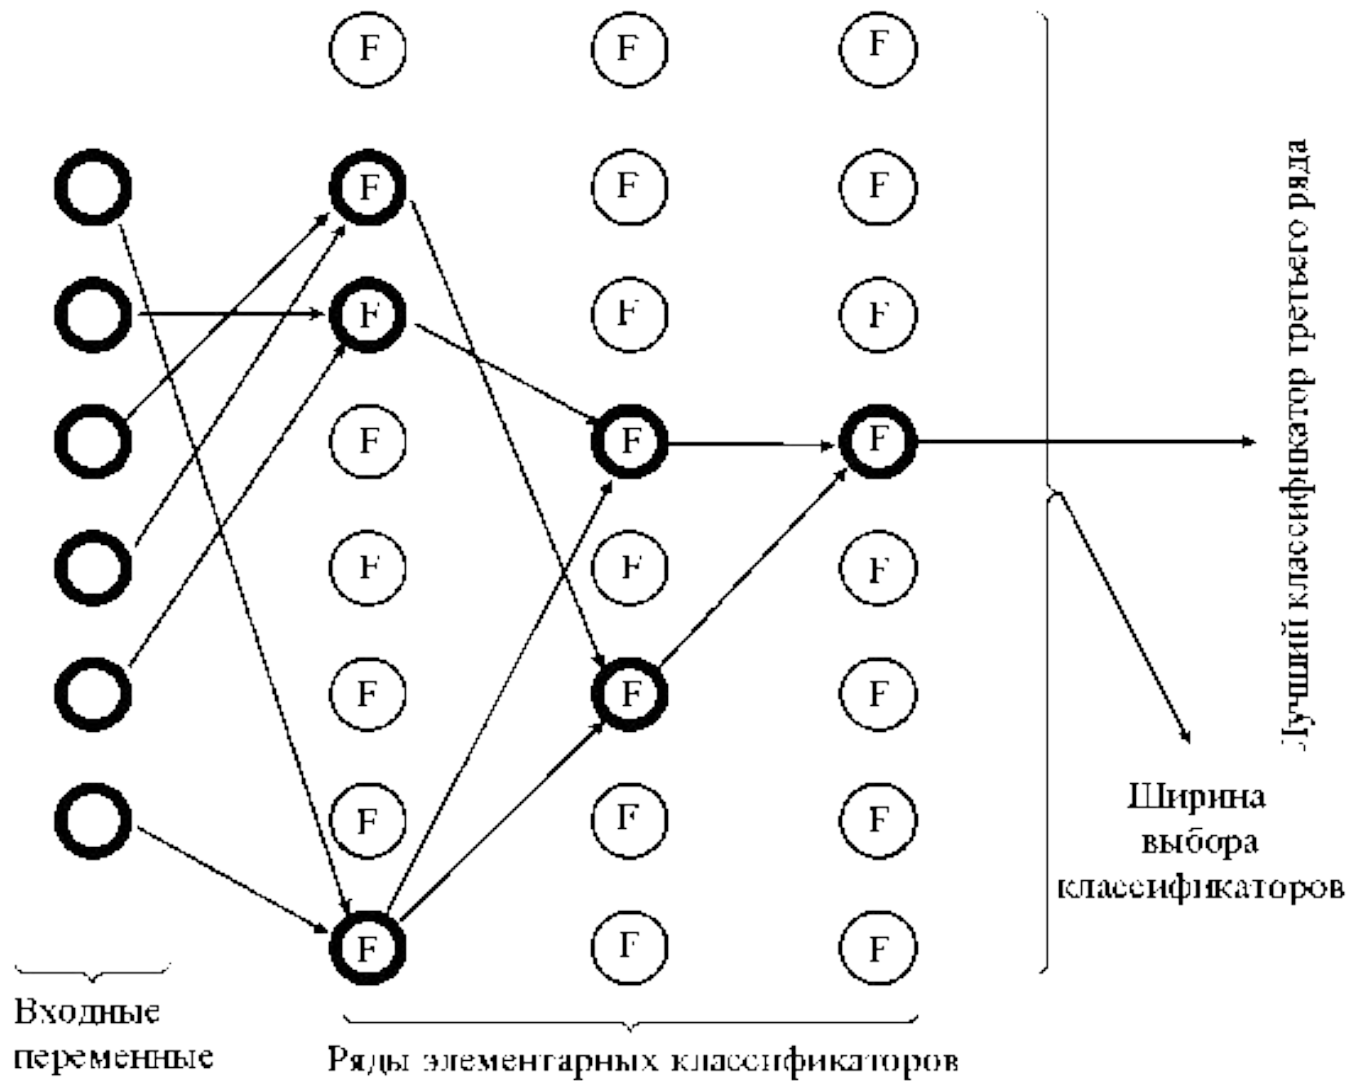 F F F
F F F
F F F
F F F
F F F
F F F
F F F
F F F
Лучший классификатор третьего ряда
Ширина
выбора
классификаторов
Входные
переменные
Ряды элементарных классификаторов